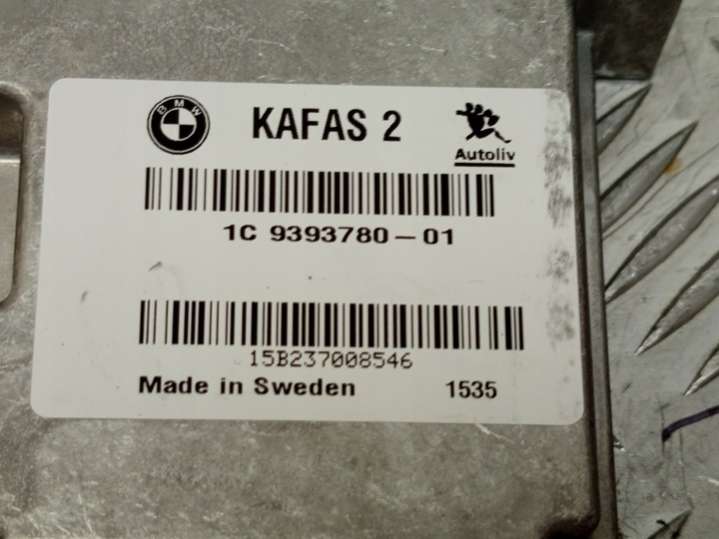 BMW
KAFAS 2
Autoliv
1C 9393780-01
15B237008546
Made in Sweden 1535